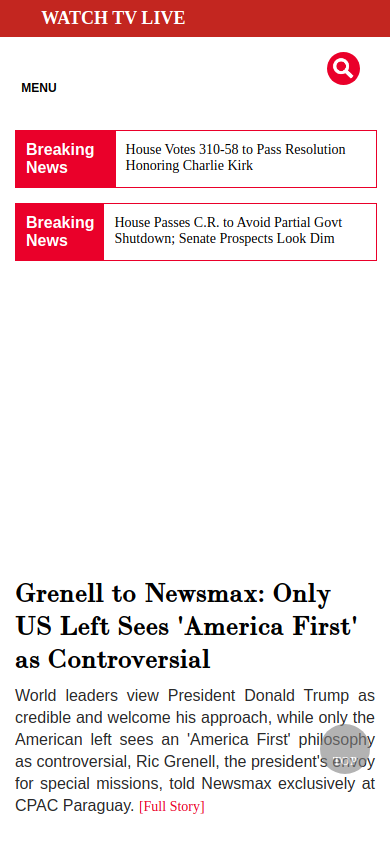 WATCH TV LIVE
MENU
Breaking
News
House Votes 310-58 to Pass Resolution
Honoring Charlie Kirk
Breaking
News
House Passes C.R. to Avoid Partial Govt
Shutdown; Senate Prospects Look Dim
Grenell to Newsmax: Only
US Left Sees 'America First'
as Controversial
World leaders view President Donald Trump as
credible and welcome his approach, while only the
American left sees an 'America First' philosophy
as controversial, Ric Grenell, the president's envoy
for special missions, told Newsmax exclusively at
CPAC Paraguay. [Full Story]
TOP